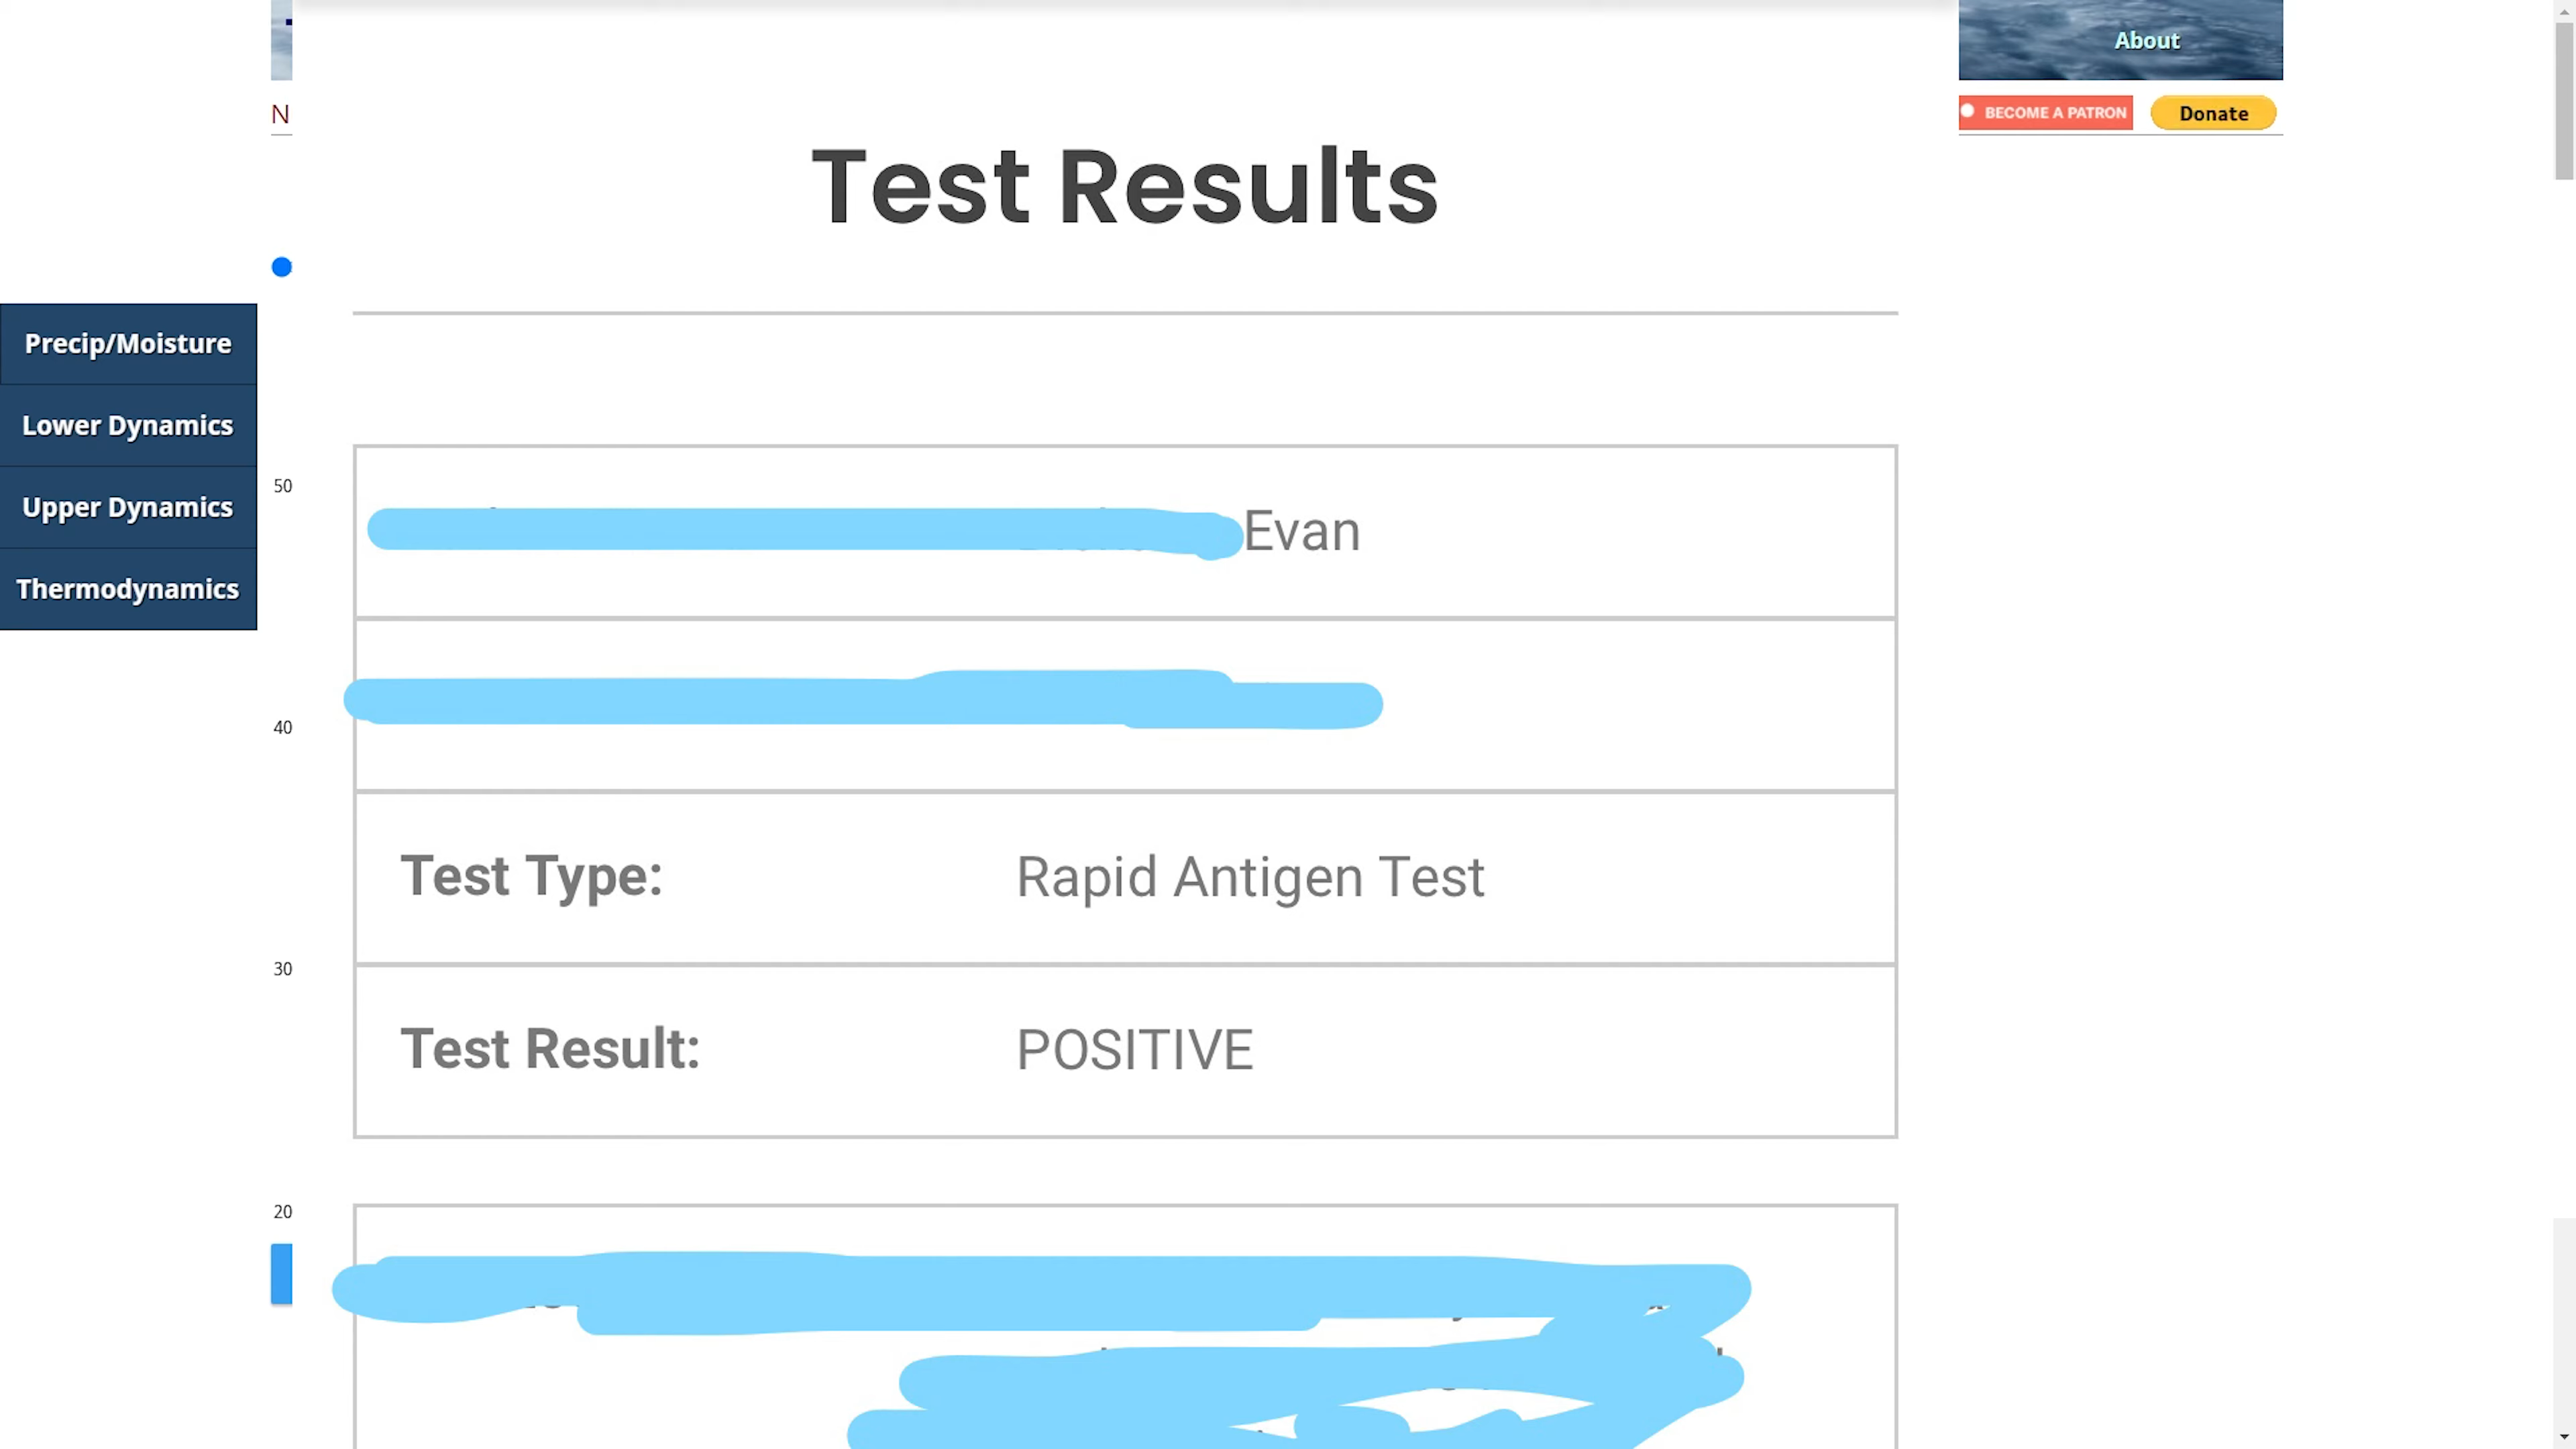 About
N
BECOME A PATRON
Donate
Test Results
Precip/Moisture
Lower Dynamics
Upper Dynamics
Thermodynamics
50
Evan
40
Test Type: Rapid Antigen Test
30
Test Result: POSITIVE
20